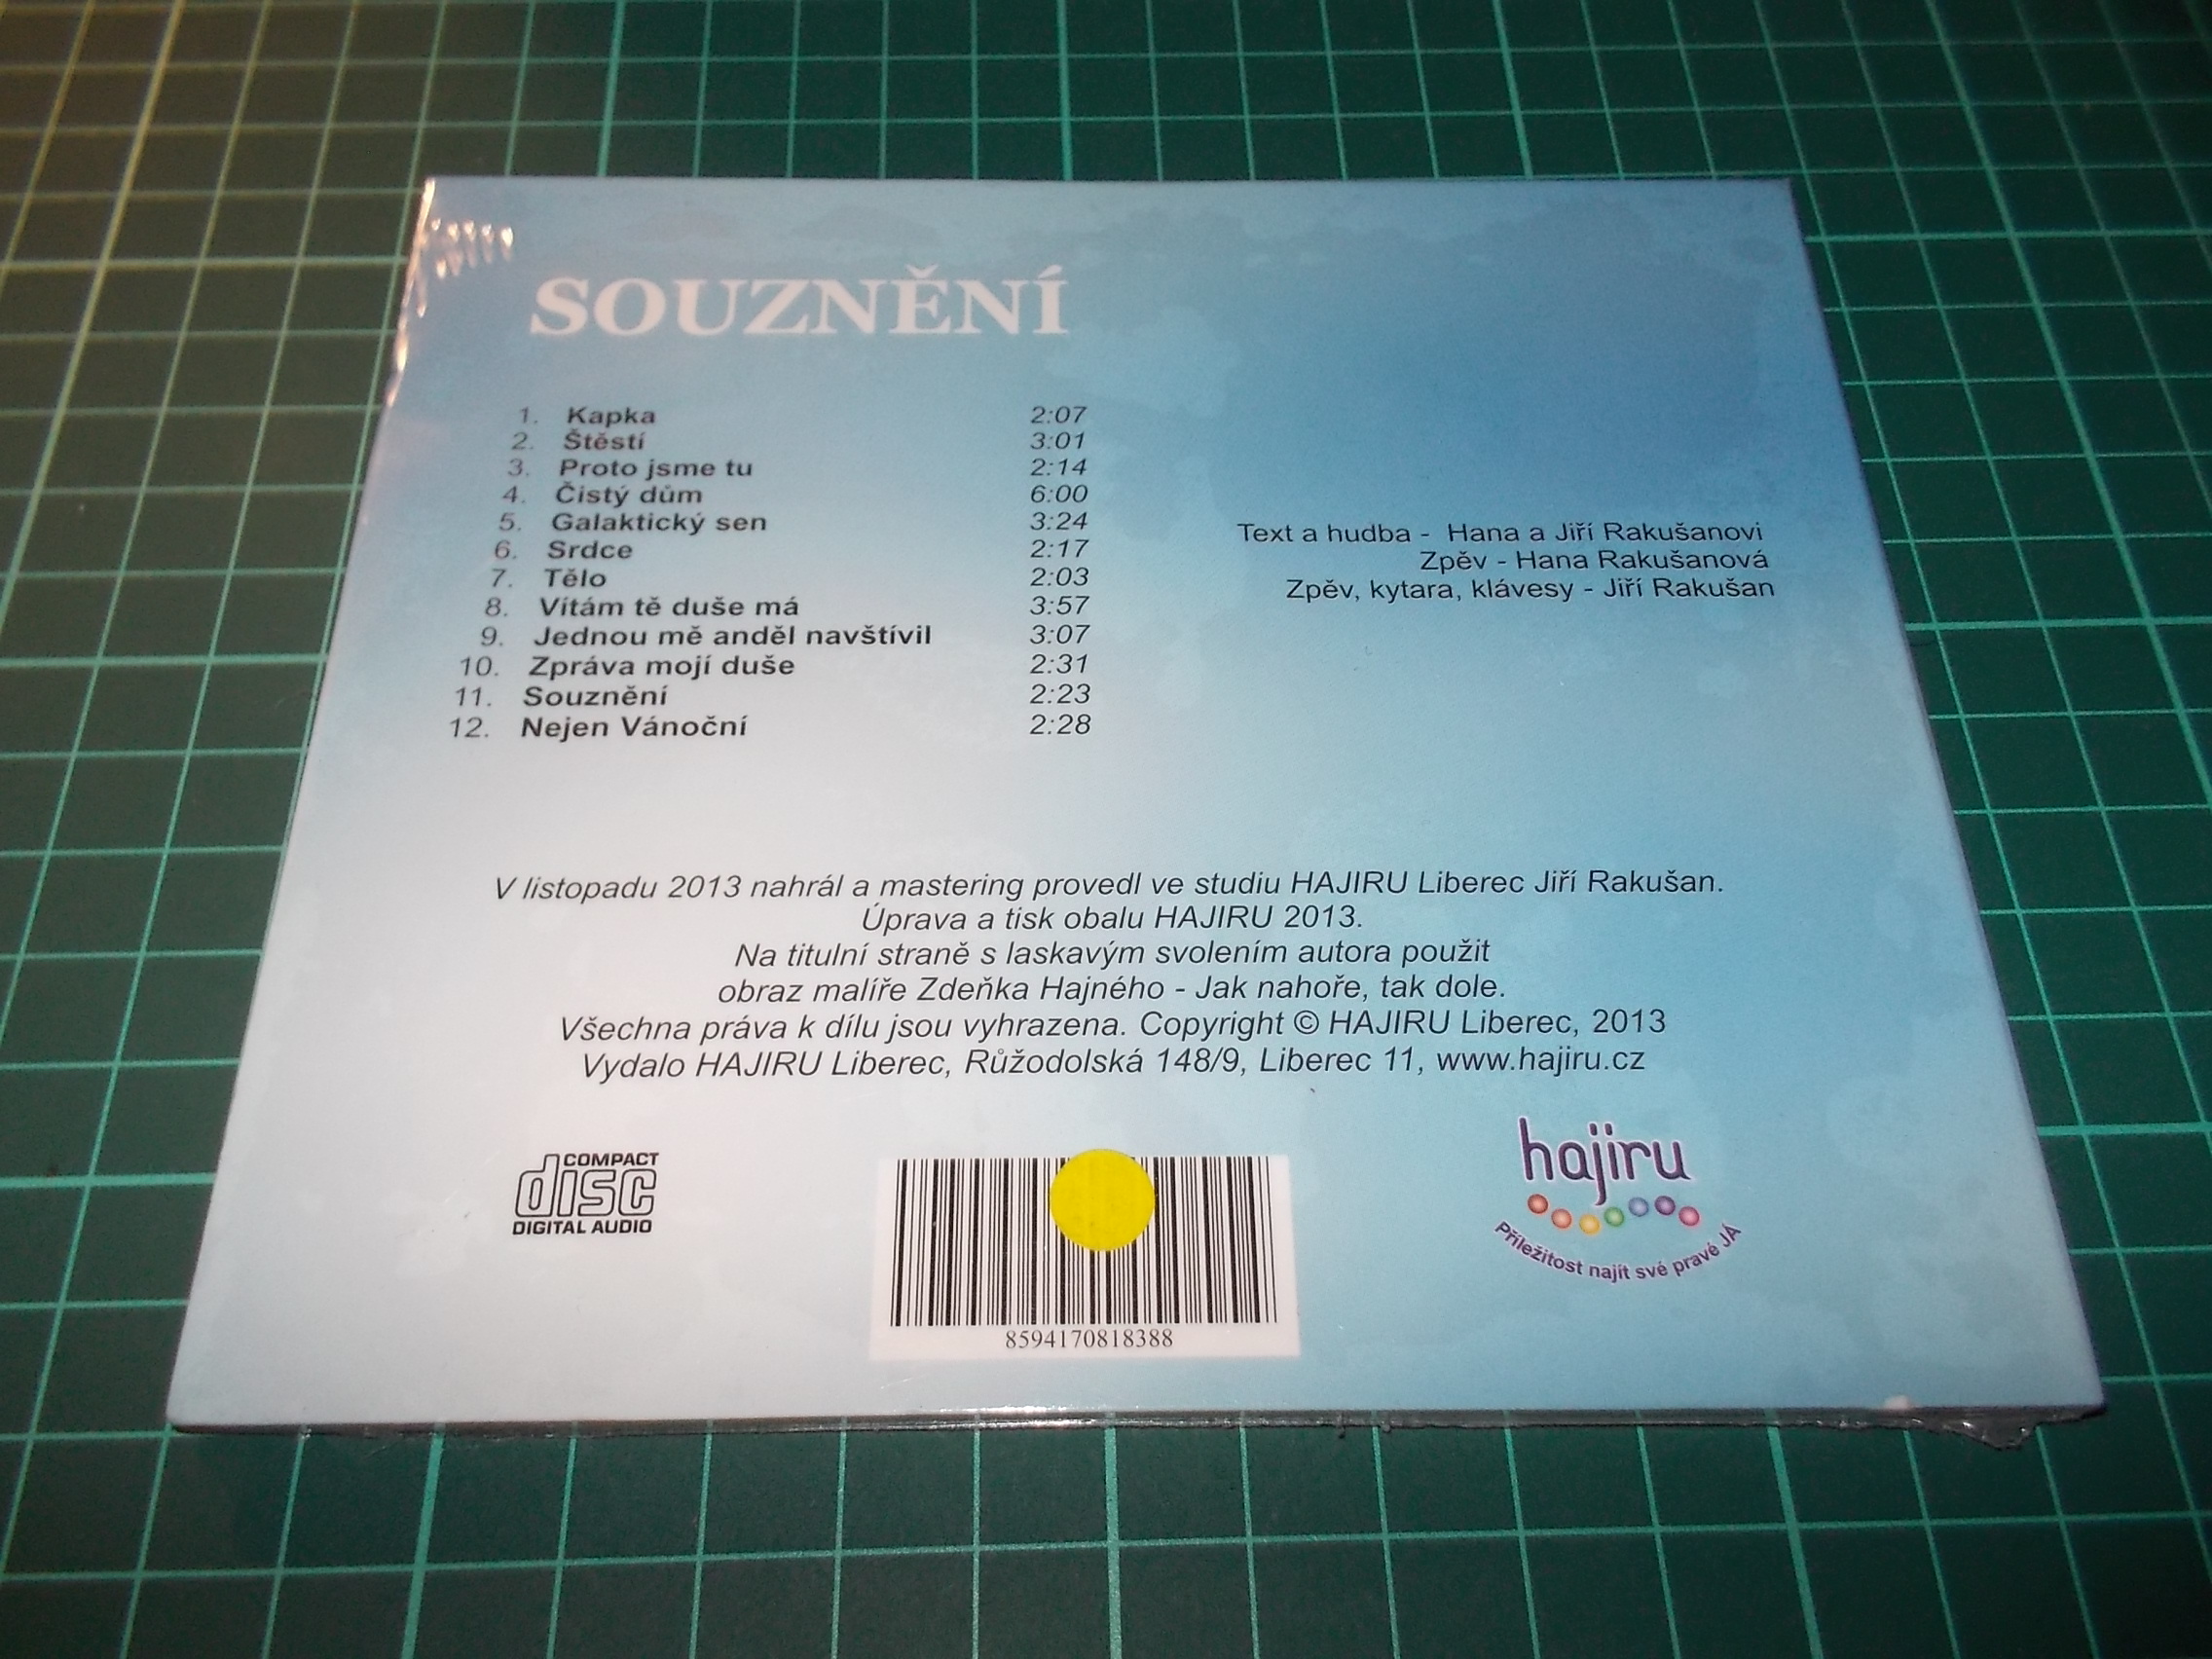 SOUZNĚNÍ
1. Kapka 2:07
2. Štěstí 3:01
3. Proto jsme tu 2:14
4. Čistý dům 6:00
5. Galaktický sen 3:24
6. Srdce 2:17
7. Tělo 2:03
8. Vítám tě duše má 3:57
9. Jednou mě anděl navštívil 3:07
10. Zpráva mojí duše 2:31
11. Souznění 2:23
12. Nejen Vánoční 2:28
Text a hudba - Hana a Jiří Rakušanovi
Zpěv - Hana Rakušanová
Zpěv, kytara, klávesy - Jiří Rakušan
V listopadu 2013 nahrál a mastering provedl ve studiu HAJIRU Liberec Jiří Rakušan.
Úprava a tisk obalu HAJIRU 2013.
Na titulní straně s laskavým svolením autora použit
obraz malíře Zdeňka Hajného - Jak nahoře, tak dole.
Všechna práva k dílu jsou vyhrazena. Copyright © HAJIRU Liberec, 2013
Vydalo HAJIRU Liberec, Růžodolská 148/9, Liberec 11, www.hajiru.cz
COMPACT
disc
DIGITAL AUDIO
8594170818388
hajiru
Příležitost najít své pravé JÁ